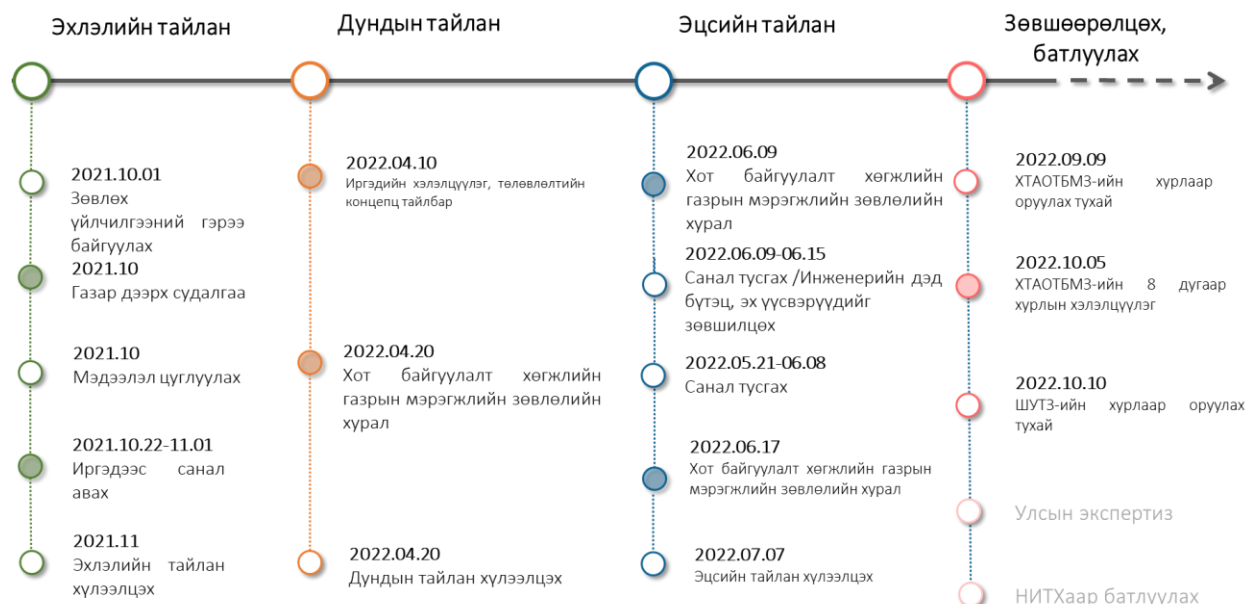 Эхлэлийн тайлан
Дундын тайлан
Эцсийн тайлан
Зөвшөөрөлцөх,
батлуулах
2021.10.01
Зөвлөх
үйлчилгээний гэрээ
байгуулах
2021.10
Газар дээрх судалгаа
2021.10
Мэдээлэл цуглуулах
2021.10.22-11.01
Иргэдээс санал
авах
2021.11
Эхлэлийн тайлан
хүлээлцэх
2022.04.10
Иргэдийн хэлэлцүүлэг, төлөвлөлтийн
концепц тайлбар
2022.04.20
Хот байгуулалт хөгжлийн
газрын мэрэгжлийн зөвлөлийн
хурал
2022.04.20
Дундын тайлан хүлээлцэх
2022.06.09
Хот байгуулалт хөгжлийн
газрын мэрэгжлийн зөвлөлийн
хурал
2022.06.09-06.15
Санал тусгах /Инженерийн дэд
бүтэц, эх үүсвэрүүдийг
зөвшилцөх
2022.05.21-06.08
Санал тусгах
2022.06.17
Хот байгуулалт хөгжлийн газрын
мэрэгжлийн зөвлөлийн хурал
2022.07.07
Эцсийн тайлан хүлээлцэх
2022.09.09
ХТАОТБМЗ-ийн хурлаар
оруулах тухай
2022.10.05
ХТАОТБМЗ-ийн 8 дугаар
хурлын хэлэлцүүлэг
2022.10.10
ШУТЗ-ийн хурлаар оруулах
тухай
Улсын экспертиз
НИТХаар батлуулах